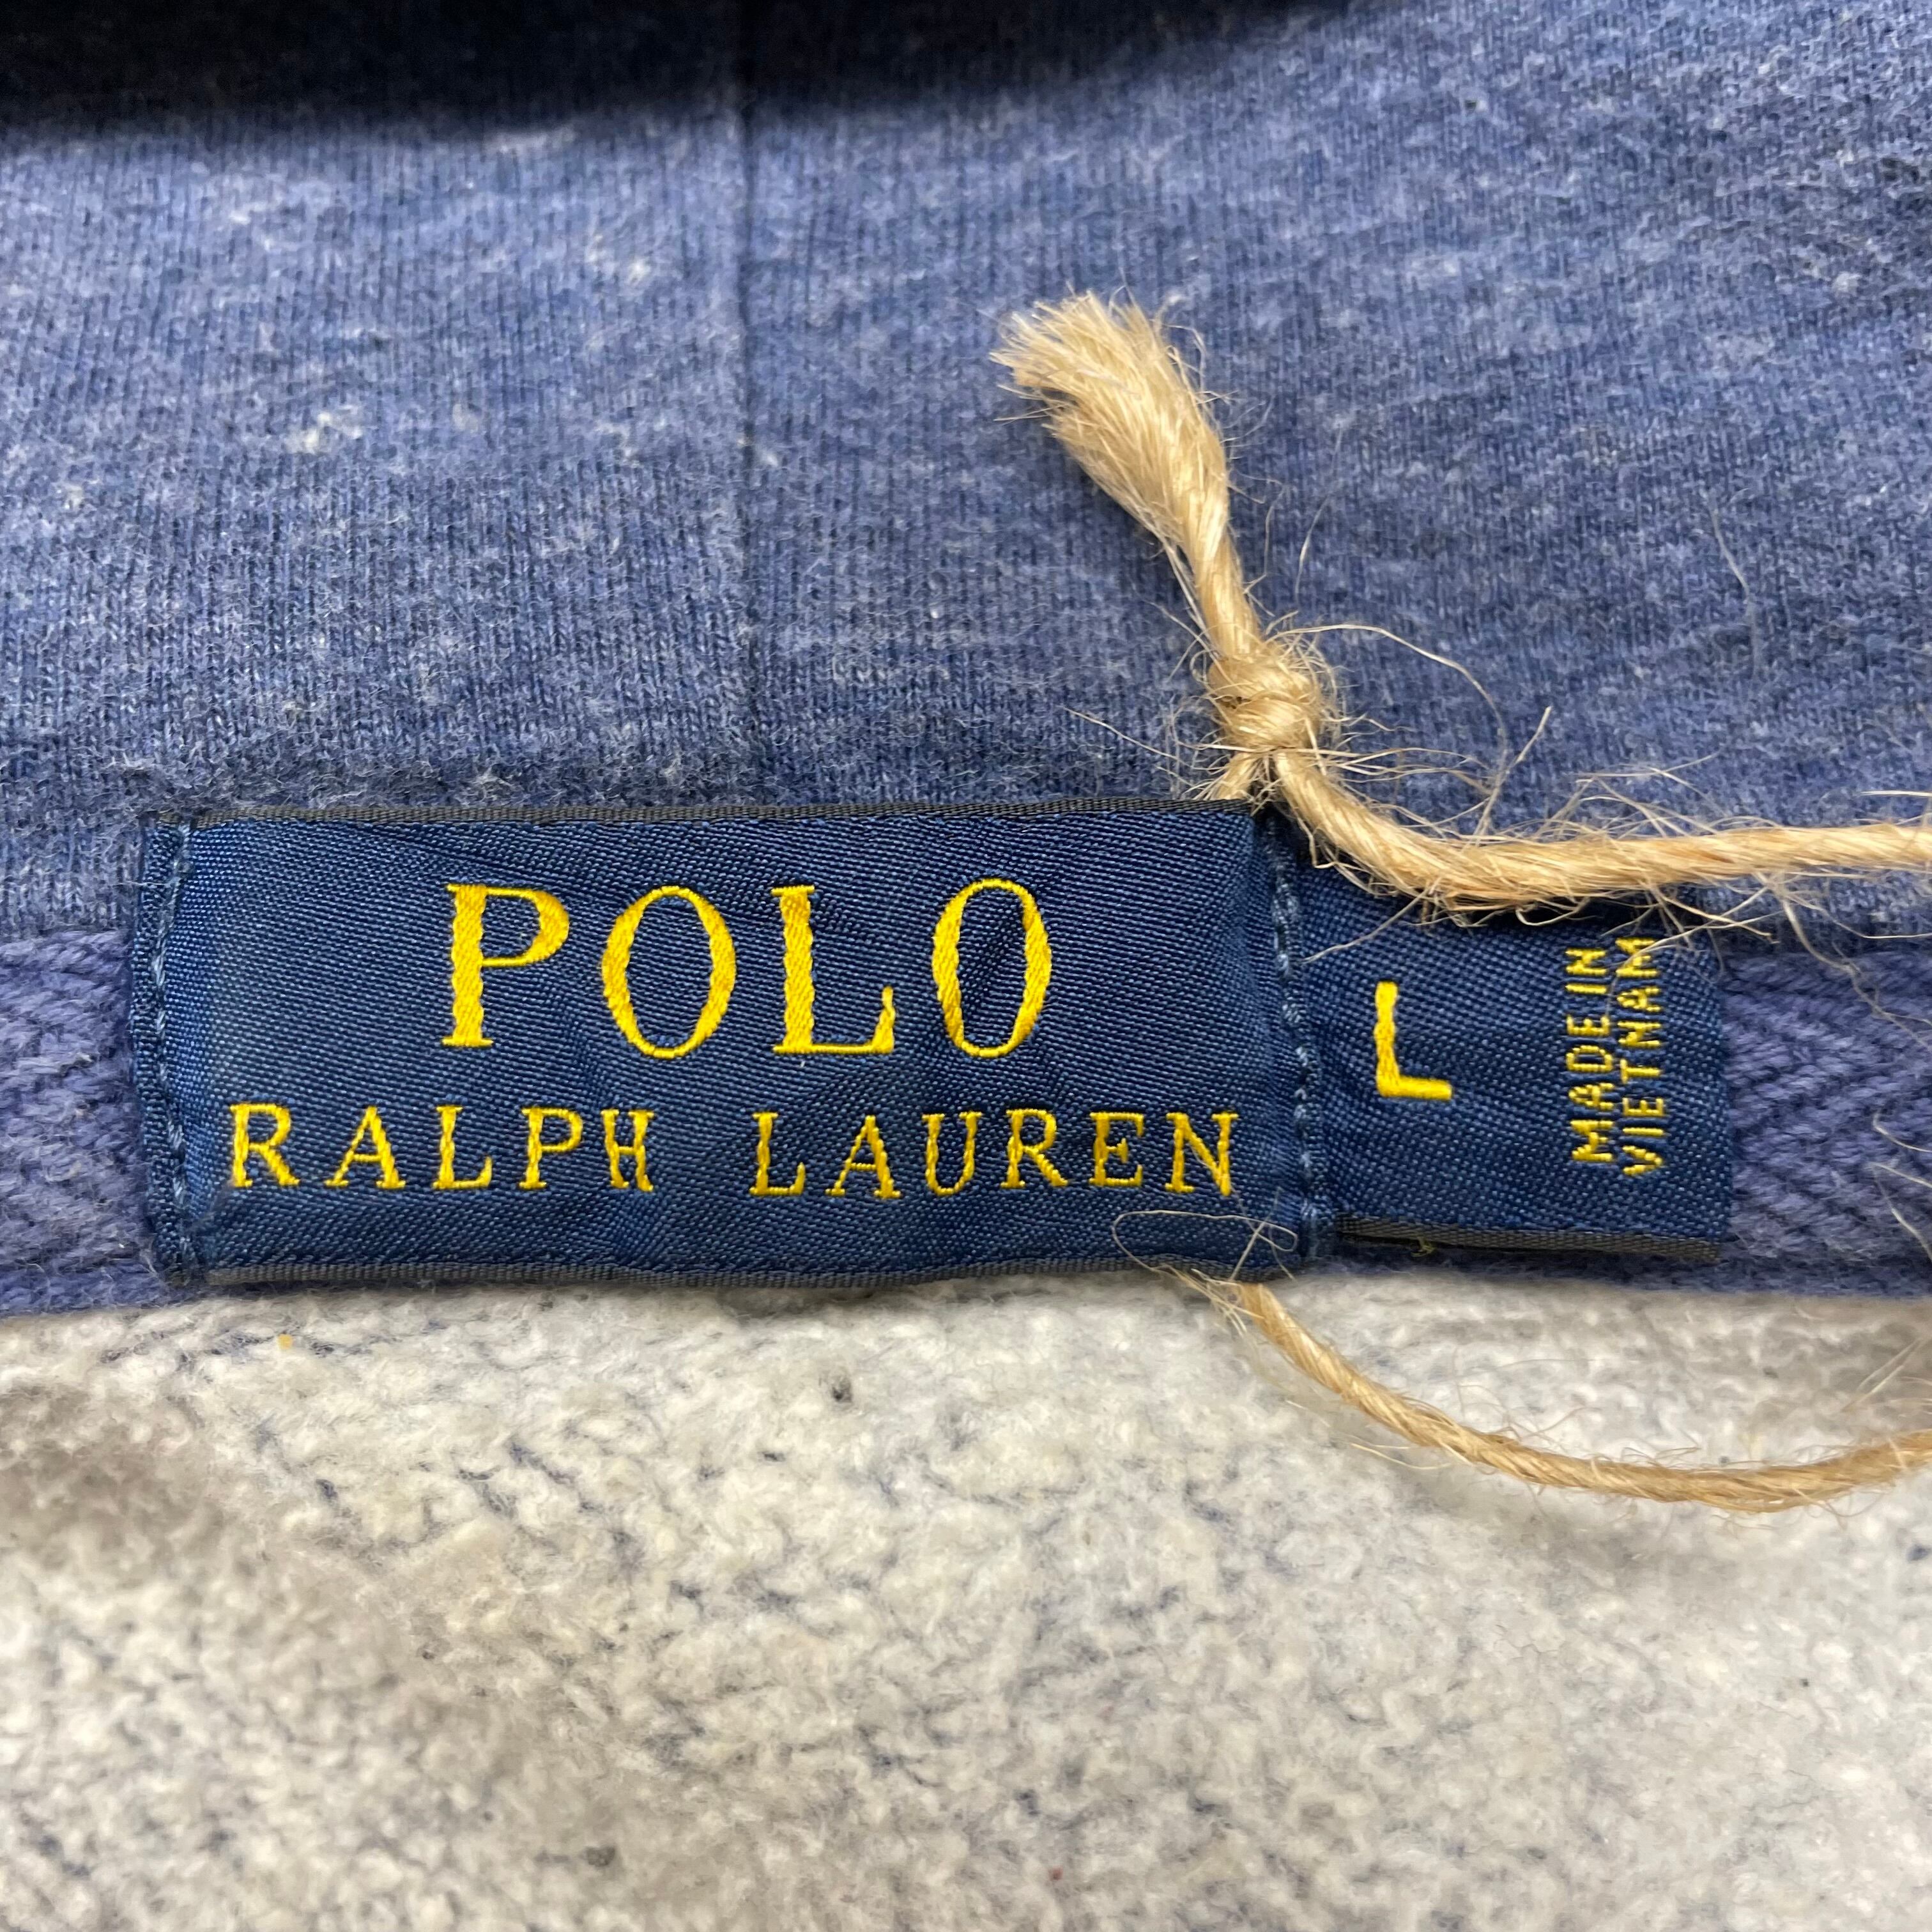 POLO
RALPH LAUREN
L
MADE IN
VIETNAM